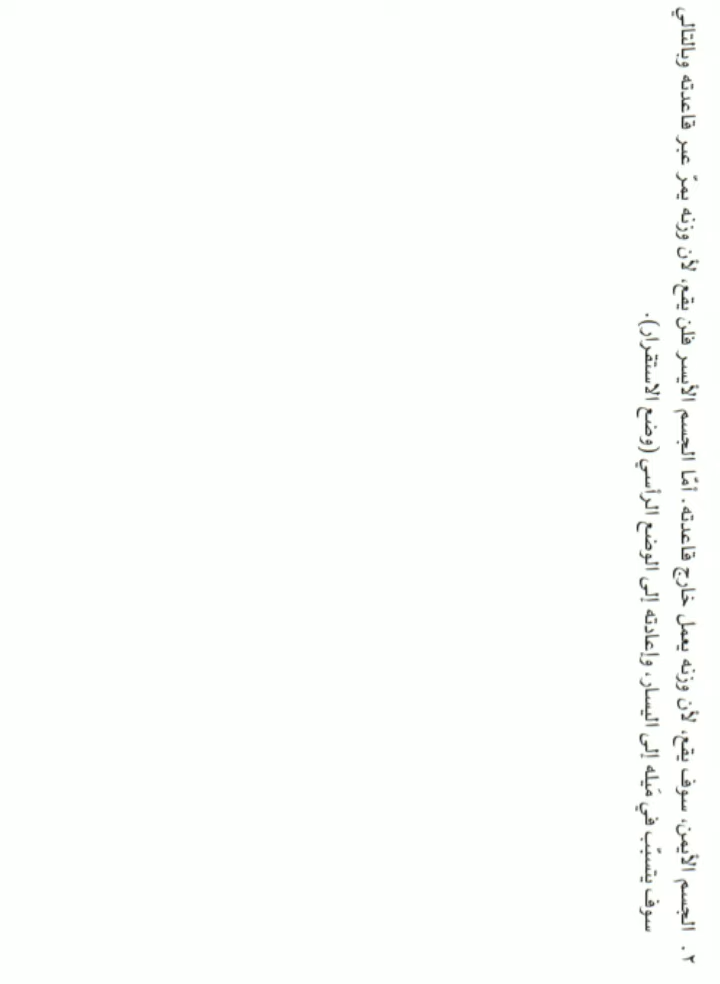 ٢. الجسم الأيمن، سوف يقع، لأن وزنه يعمل خارج قاعدته. أمّا الجسم الأيسر فلن يقع، لأن وزنه يمرّ عبر قاعدته وبالتالي
سوف يتسبّب في مَيله إلى اليسار، وإعادته إلى الوضع الرأسي (وضع الاستقرار).